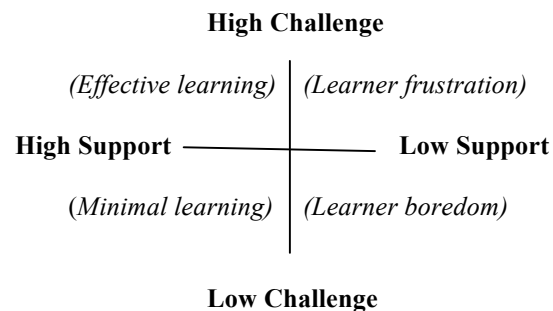 High Challenge
(Effective learning) (Learner frustration)
High Support Low Support
(Minimal learning) (Learner boredom)
Low Challenge